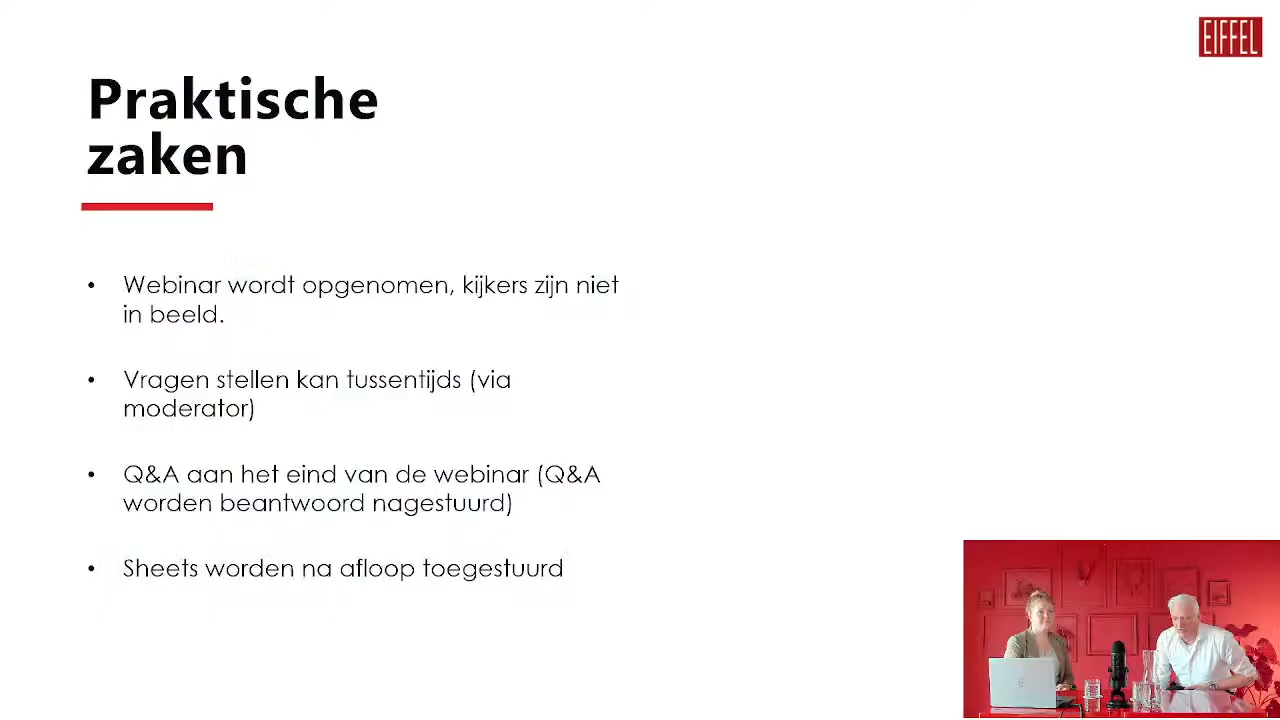 EIFFEL
Praktische
zaken
• Webinar wordt opgenomen, kijkers zijn niet
in beeld.
• Vragen stellen kan tussentijds (via
moderator)
• Q&A aan het eind van de webinar (Q&A
worden beantwoord nagestuurd)
• Sheets worden na afloop toegestuurd